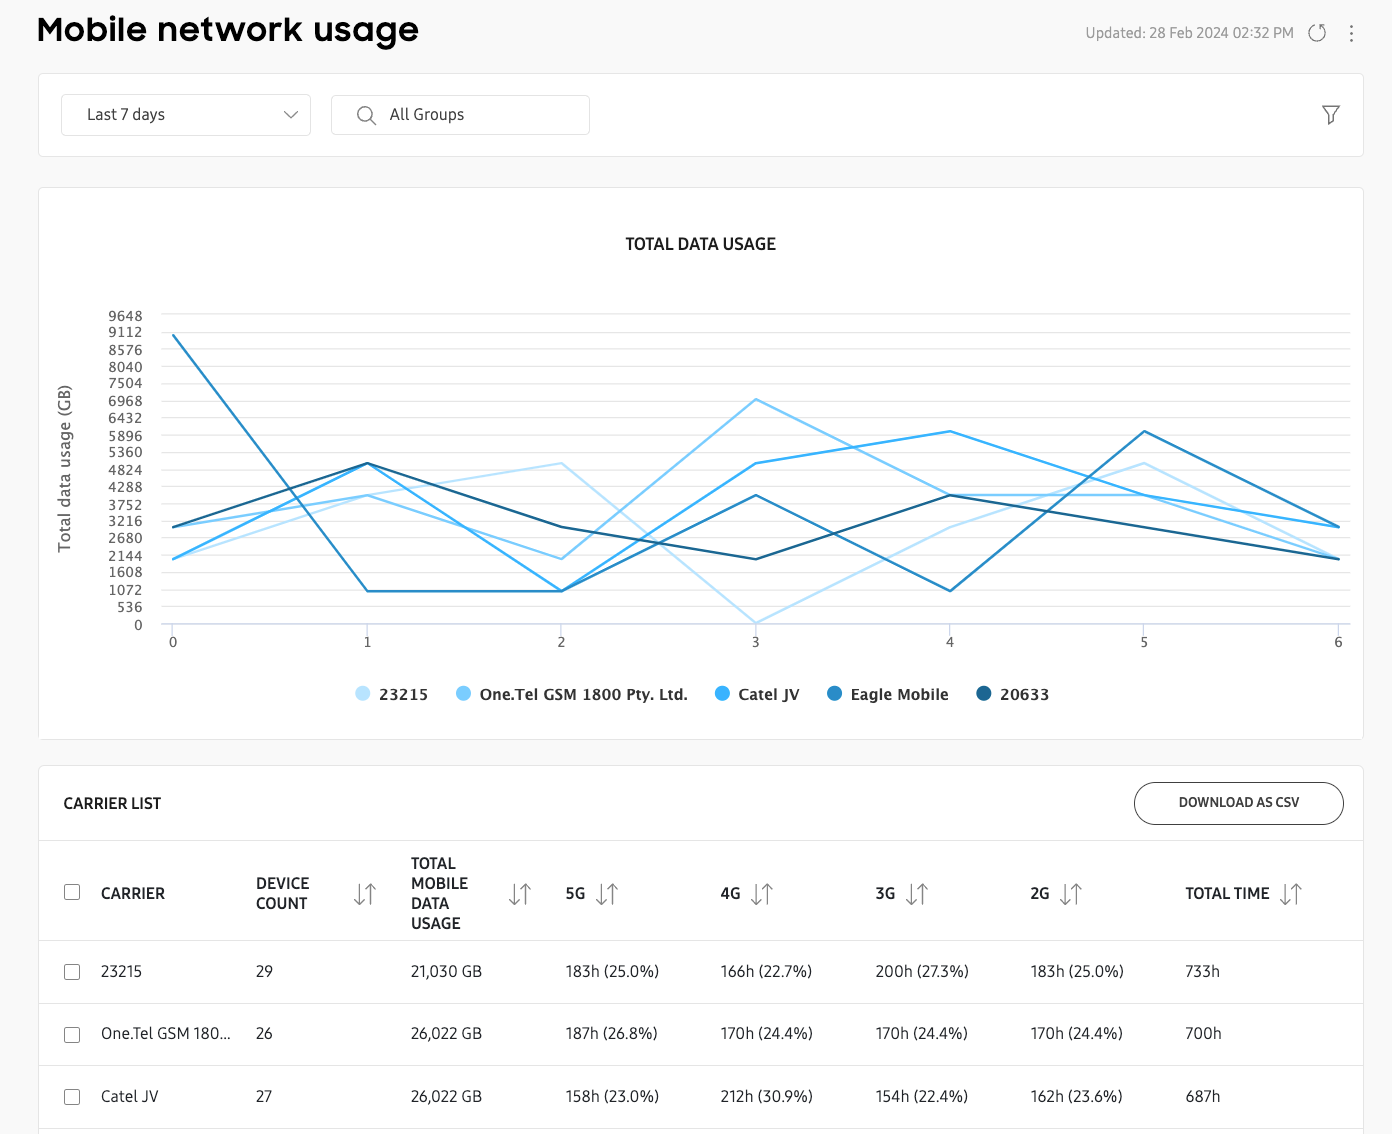 Mobile network usage
Updated: 28 Feb 2024 02:32 PM
Last 7 days
All Groups
TOTAL DATA USAGE
Total data usage (GB)
9648
9112
8576
8040
7504
6968
6432
5896
5360
4824
4288
3752
3216
2680
2144
1608
1072
536
0
0 1 2 3 4 5 6
23215 One.Tel GSM 1800 Pty. Ltd. Catel JV Eagle Mobile 20633
CARRIER LIST
DOWNLOAD AS CSV
CARRIER DEVICE COUNT TOTAL MOBILE DATA USAGE 5G 4G 3G 2G TOTAL TIME
23215 29 21,030 GB 183h (25.0%) 166h (22.7%) 200h (27.3%) 183h (25.0%) 733h
One.Tel GSM 180... 26 26,022 GB 187h (26.8%) 170h (24.4%) 170h (24.4%) 170h (24.4%) 700h
Catel JV 27 26,022 GB 158h (23.0%) 212h (30.9%) 154h (22.4%) 162h (23.6%) 687h